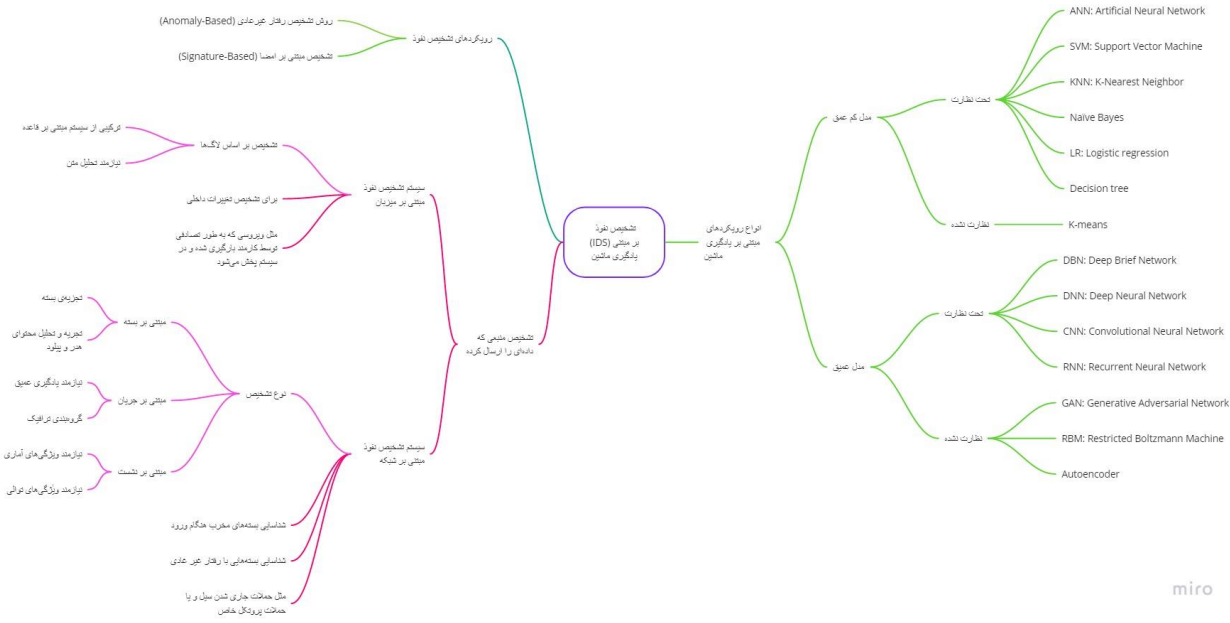 تشخیص نفوذ
بر مبتنی (IDS)
یادگیری ماشین
رویکردهای تشخیص نفوذ
روش تشخیص رفتار غیرعادی (Anomaly-Based)
تشخیص مبتنی بر امضا (Signature-Based)
تشخیص منبعی که
داده‌ای را ارسال کرده
سیستم تشخیص نفوذ
مبتنی بر میزبان
تشخیص بر اساس لاگ‌ها
ترکیبی از سیستم مبتنی بر قاعده
نیازمند تحلیل متن
برای تشخیص تغییرات داخلی
مثل ویروسی که به طور تصادفی
توسط کارمند بارگیری شده و در
سیستم پخش می‌شود
سیستم تشخیص نفوذ
مبتنی بر شبکه
نوع تشخیص
مبتنی بر بسته
تجزیه‌ی بسته
تجزیه و تحلیل محتوای
هدر و پیلود
مبتنی بر جریان
نیازمند یادگیری عمیق
گروه‌بندی ترافیک
مبتنی بر نشست
نیازمند ویژگی‌های آماری
نیازمند ویژگی‌های توالی
شناسایی بسته‌های مخرب هنگام ورود
شناسایی بسته‌هایی با رفتار غیر عادی
مثل حملات جاری شدن سیل و یا
حملات پروتکل خاص
انواع رویکردهای
مبتنی بر یادگیری
ماشین
مدل کم عمق
تحت نظارت
ANN: Artificial Neural Network
SVM: Support Vector Machine
KNN: K-Nearest Neighbor
Naïve Bayes
LR: Logistic regression
Decision tree
نظارت نشده
K-means
مدل عمیق
تحت نظارت
DBN: Deep Brief Network
DNN: Deep Neural Network
CNN: Convolutional Neural Network
RNN: Recurrent Neural Network
نظارت نشده
GAN: Generative Adversarial Network
RBM: Restricted Boltzmann Machine
Autoencoder
miro